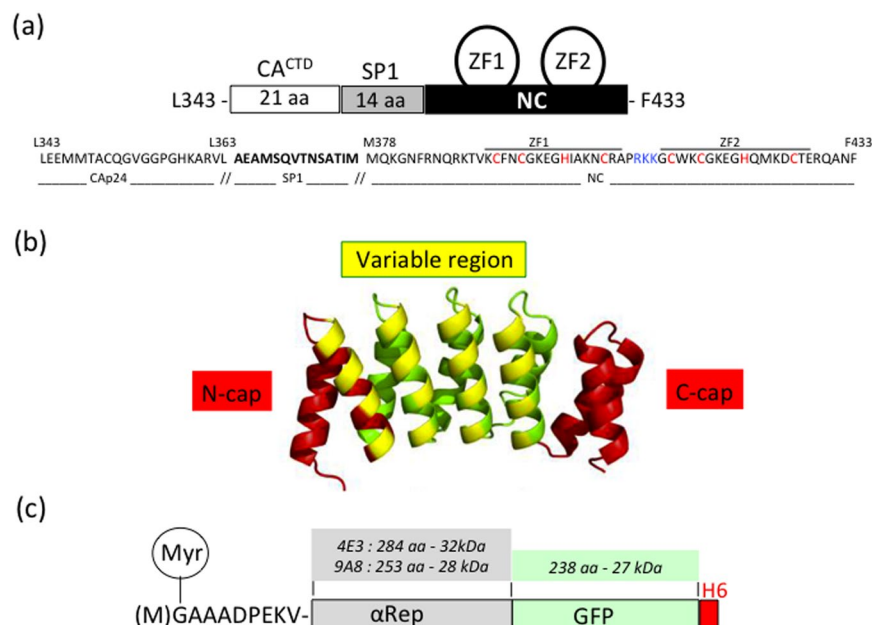 (a)
CA^CTD SP1 ZF1 ZF2
L343 - 21 aa 14 aa NC - F433
L343 L363 M378 ZF1 ZF2 F433
LEEMMTACQGVGGPGHKARVL AEAMSQVTNSATIM MQKGNFRNQRKTVKCFNCGKEGHIAKNCRAPRKKGCWKCGKEGHQMKDCTERQANF
CAp24 // SP1 // NC
(b)
Variable region
N-cap C-cap
(c)
Myr
4E3 : 284 aa - 32kDa
9A8 : 253 aa - 28 kDa 238 aa - 27 kDa
H6
(M)GAAADPEKV- αRep GFP